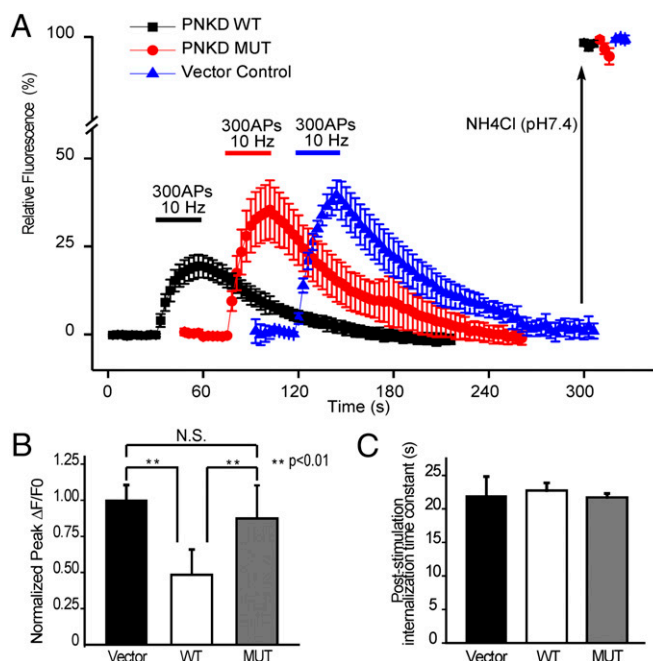 A
PNKD WT
PNKD MUT
Vector Control
Relative Fluorescence (%)
100
50
25
0
300APs
10 Hz
300APs
10 Hz
300APs
10 Hz
NH4Cl (pH7.4)
0 60 120 180 240 300
Time (s)
B
N.S.
** ** ** p<0.01
Normalized Peak ΔF/F0
1.25
1.00
0.75
0.50
0.25
0
Vector WT MUT
C
Post-stimulation
internalization time constant (s)
25
20
15
10
5
0
Vector WT MUT